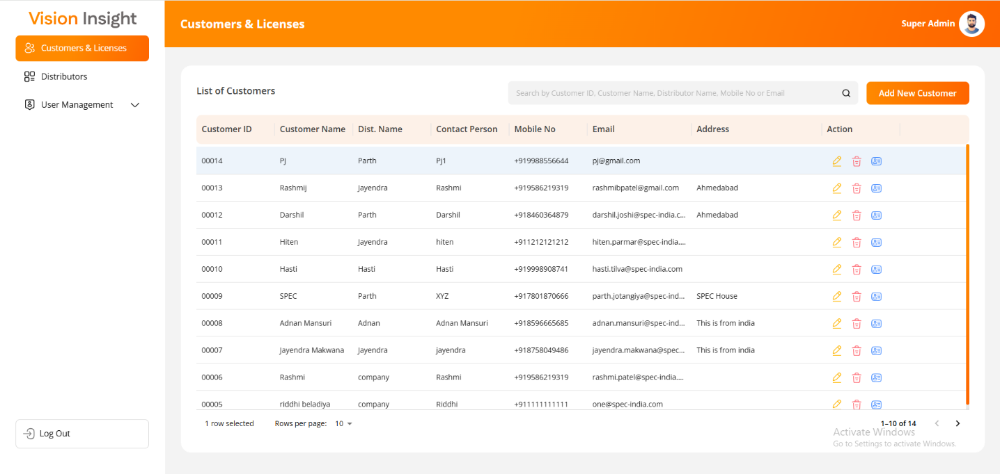 Vision Insight
Customers & Licenses
Super Admin
Customers & Licenses
Distributors
User Management
List of Customers
Search by Customer ID, Customer Name, Distributor Name, Mobile No or Email
Add New Customer
Customer ID Customer Name Dist. Name Contact Person Mobile No Email Address Action
00014 PJ Parth Pj1 +919988556644 pj@gmail.com
00013 Rashmij Jayendra Rashmi +919586219319 rashmibpatel@gmail.com Ahmedabad
00012 Darshil Parth Darshil +918460364879 darshil.joshi@spec-india.c... Ahmedabad
00011 Hiten Jayendra hiten +911212121212 hiten.parmar@spec-india....
00010 Hasti Hasti Hasti +919998908741 hasti.tilva@spec-india.com
00009 SPEC Parth XYZ +917801870666 parth.jotangiya@spec-ind... SPEC House
00008 Adnan Mansuri Adnan Adnan Mansuri +918596665685 adnan.mansuri@spec-ind... This is from india
00007 Jayendra Makwana Jayendra jayendra +918758049486 jayendra.makwana@spec... This is from india
00006 Rashmi company Rashmi +919586219319 rashmi.patel@spec-india....
00005 riddhi beladiya company Riddhi +911111111111 one@spec-india.com
1 row selected Rows per page: 10 1–10 of 14
Log Out
Activate Windows
Go to Settings to activate Windows.